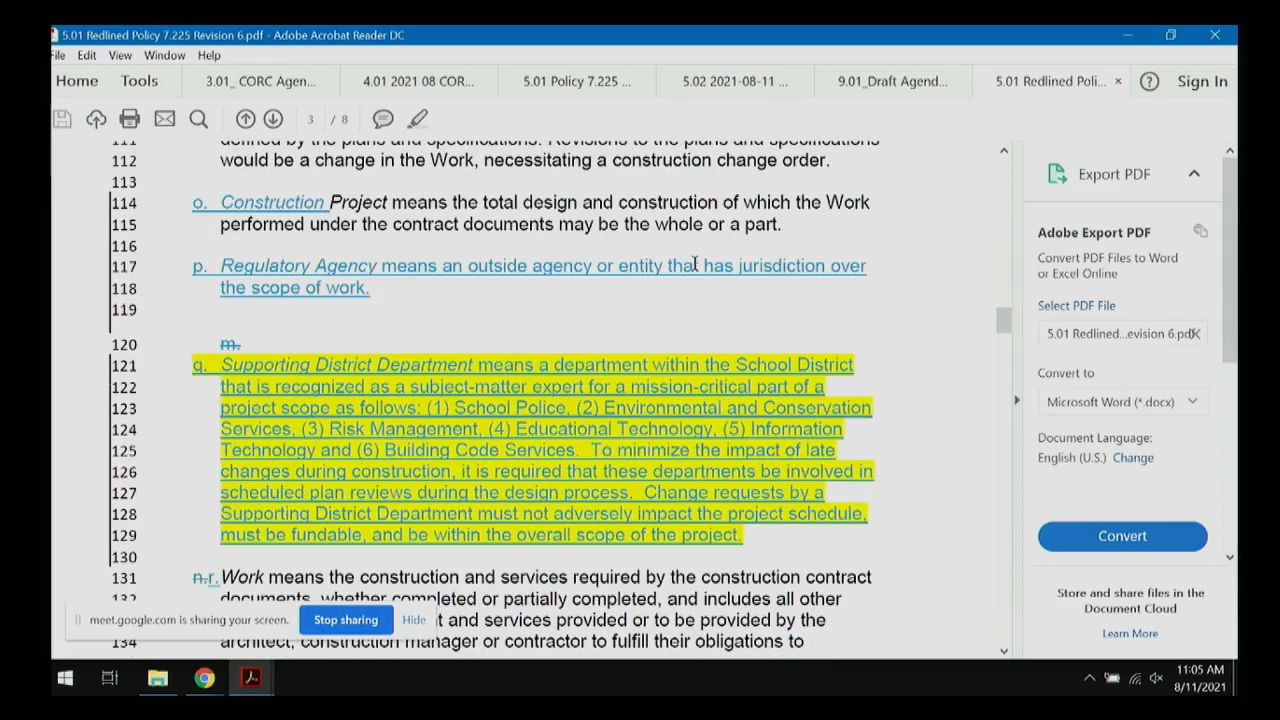 5.01 Redlined Policy 7.225 Revision 6.pdf - Adobe Acrobat Reader DC
File Edit View Window Help
Home Tools 3.01_ CORC Agen... 4.01 2021 08 COR... 5.01 Policy 7.225 ... 5.02 2021-08-11 ... 9.01_Draft Agend... 5.01 Redlined Poli... × Sign In
3 / 8
111 defined by the plans and specifications. Revisions to the plans and specifications
112 would be a change in the Work, necessitating a construction change order.
113
114 o. Construction Project means the total design and construction of which the Work
115 performed under the contract documents may be the whole or a part.
116
117 p. Regulatory Agency means an outside agency or entity that has jurisdiction over
118 the scope of work.
119
120 m.
121 q. Supporting District Department means a department within the School District
122 that is recognized as a subject-matter expert for a mission-critical part of a
123 project scope as follows: (1) School Police, (2) Environmental and Conservation
124 Services, (3) Risk Management, (4) Educational Technology, (5) Information
125 Technology and (6) Building Code Services. To minimize the impact of late
126 changes during construction, it is required that these departments be involved in
127 scheduled plan reviews during the design process. Change requests by a
128 Supporting District Department must not adversely impact the project schedule,
129 must be fundable, and be within the overall scope of the project.
130
131 n.r. Work means the construction and services required by the construction contract
132 documents, whether completed or partially completed, and includes all other
t and services provided or to be provided by the
134 architect, construction manager or contractor to fulfill their obligations to
meet.google.com is sharing your screen. Stop sharing Hide
Export PDF
Adobe Export PDF
Convert PDF Files to Word
or Excel Online
Select PDF File
5.01 Redlined...evision 6.pdf
Convert to
Microsoft Word (*.docx)
Document Language:
English (U.S.) Change
Convert
Store and share files in the
Document Cloud
Learn More
11:05 AM
8/11/2021